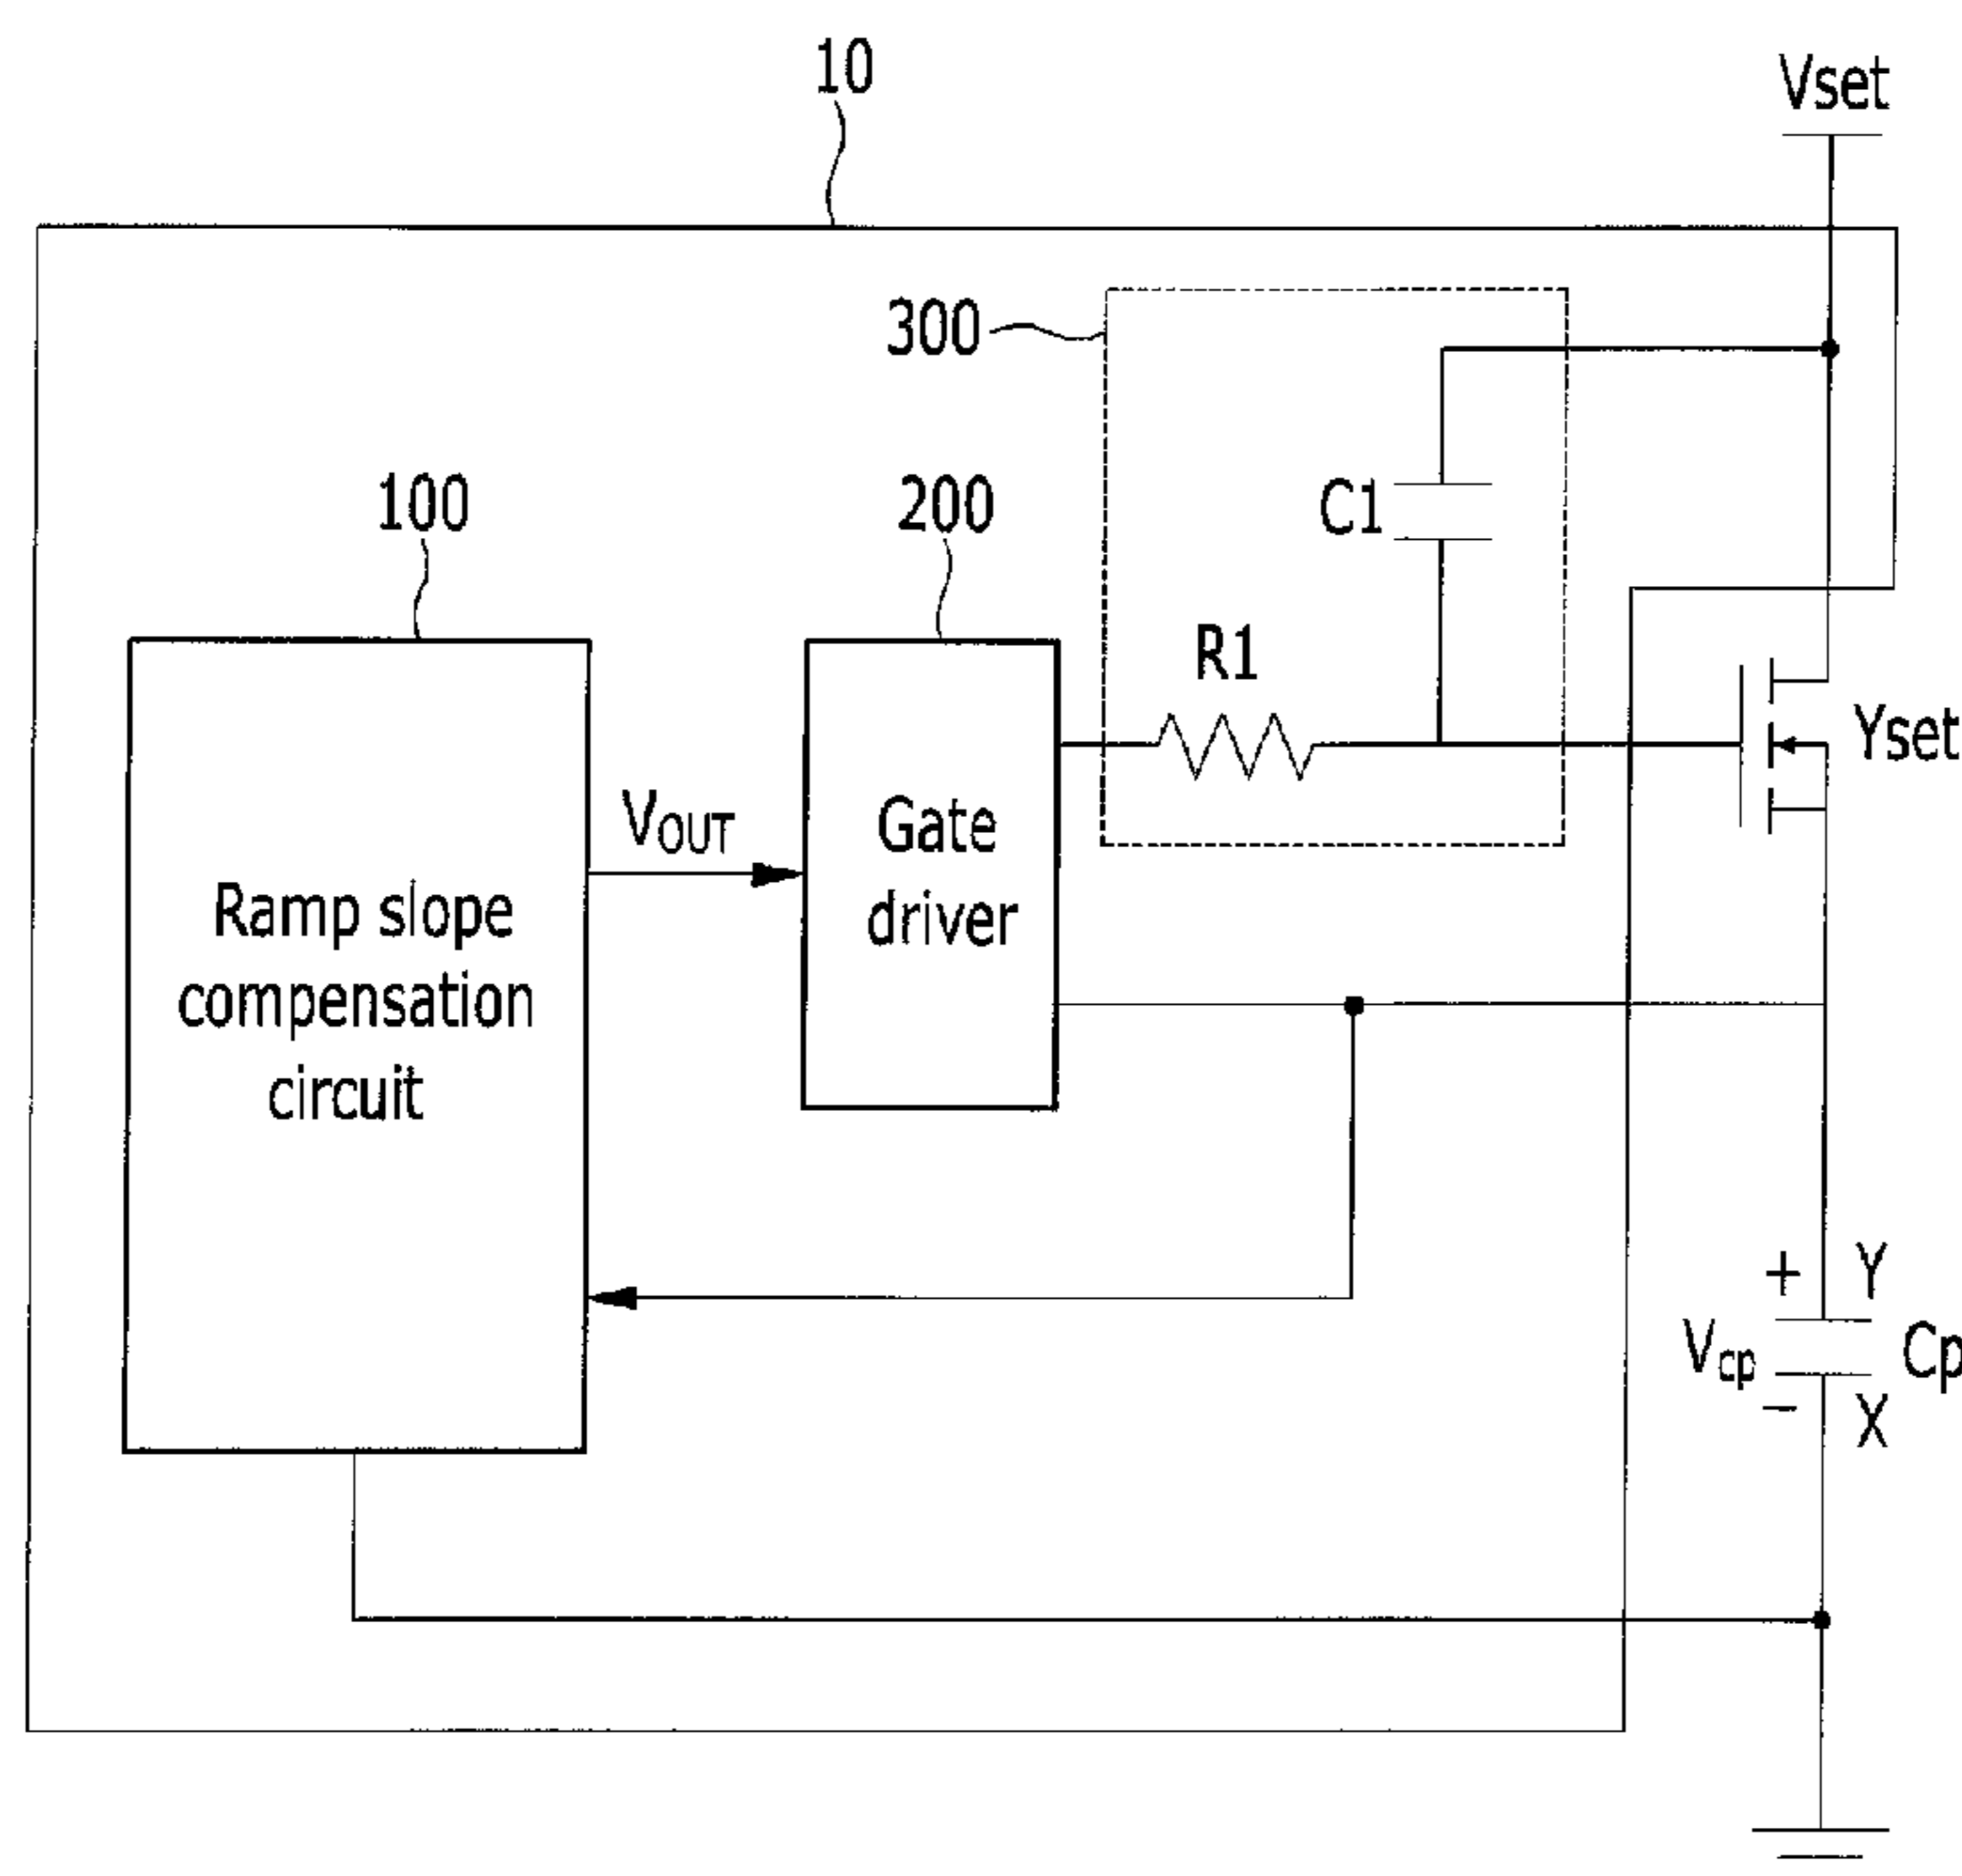 10
Vset
300
100
200
C1
R1
Yset
VOUT
Gate
driver
Ramp slope
compensation
circuit
+ Y
Vcp
Cp
− X